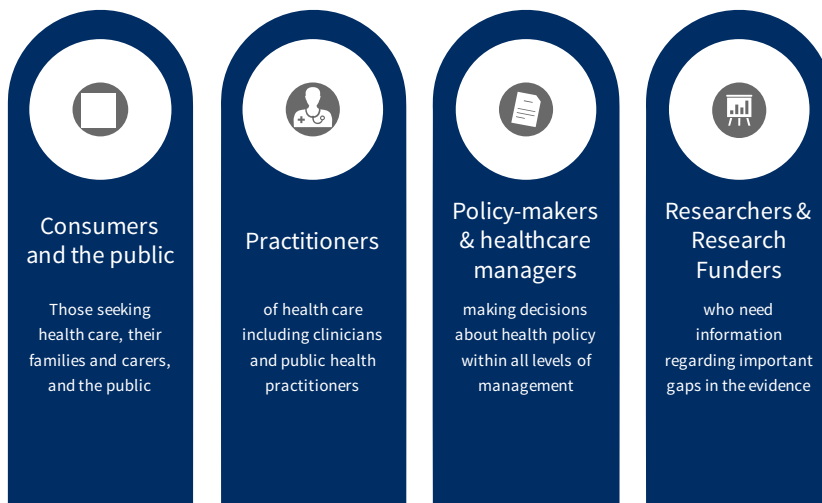 Consumers
and the public
Those seeking
health care, their
families and carers,
and the public
Practitioners
of health care
including clinicians
and public health
practitioners
Policy-makers
& healthcare
managers
making decisions
about health policy
within all levels of
management
Researchers &
Research
Funders
who need
information
regarding important
gaps in the evidence